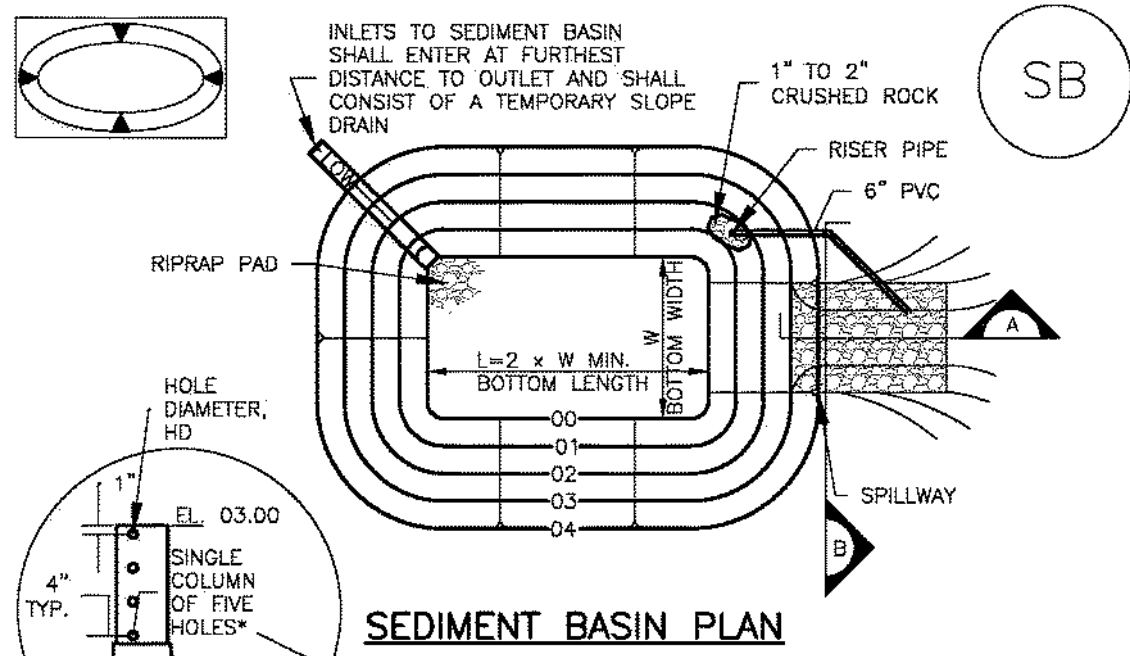 INLETS TO SEDIMENT BASIN
SHALL ENTER AT FURTHEST
DISTANCE TO OUTLET AND SHALL
CONSIST OF A TEMPORARY SLOPE
DRAIN
1" TO 2"
CRUSHED ROCK
SB
RISER PIPE
6" PVC
FLOW
RIPRAP PAD
W
BOTTOM WIDTH
L=2 x W MIN.
BOTTOM LENGTH
A
HOLE
DIAMETER,
HD
00
01
02
03
04
SPILLWAY
B
1"
EL. 03.00
4"
TYP.
SINGLE
COLUMN
OF FIVE
HOLES*
SEDIMENT BASIN PLAN